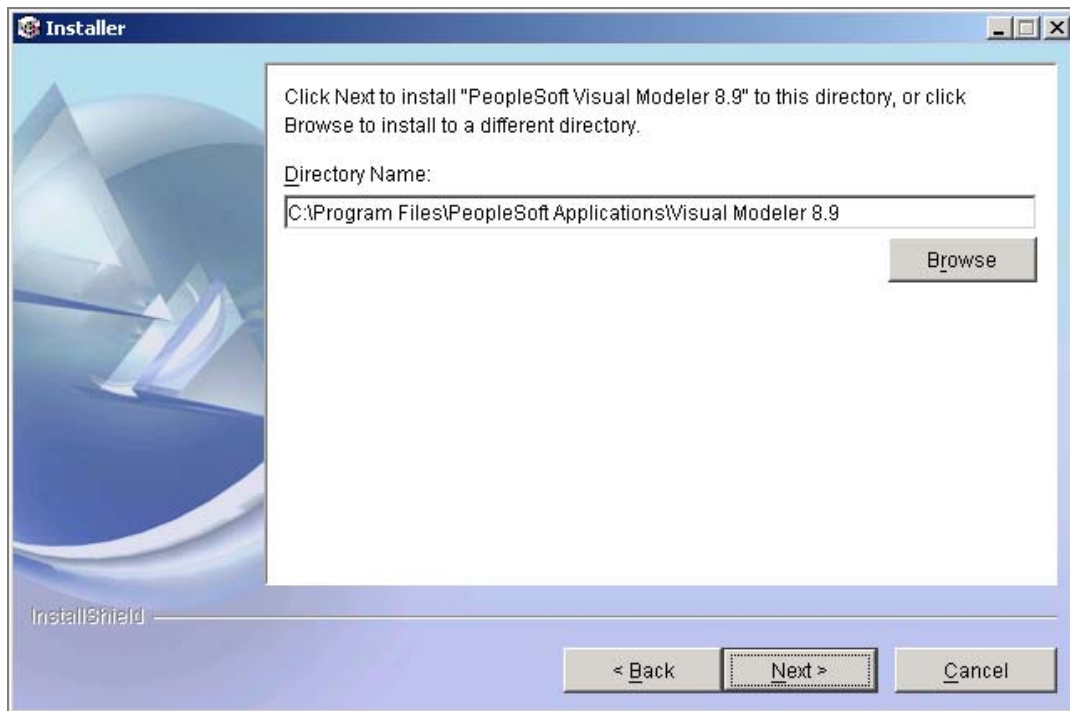 Installer
Click Next to install "PeopleSoft Visual Modeler 8.9" to this directory, or click
Browse to install to a different directory.
Directory Name:
C:\Program Files\PeopleSoft Applications\Visual Modeler 8.9
Browse
InstallShield
< Back
Next >
Cancel